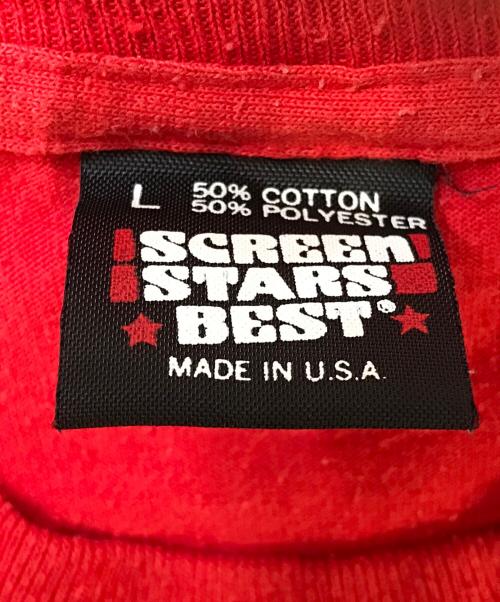 L 50% COTTON
50% POLYESTER
SCREEN
STARS
BEST®
MADE IN U.S.A.